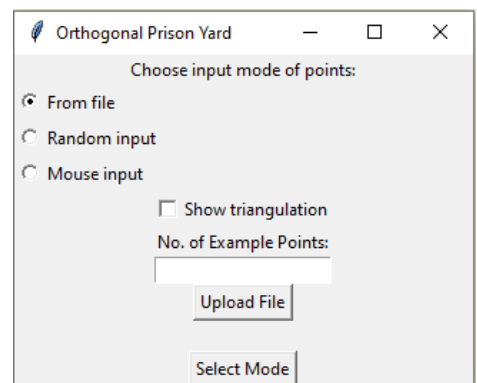 Orthogonal Prison Yard
Choose input mode of points:
From file
Random input
Mouse input
Show triangulation
No. of Example Points:
Upload File
Select Mode